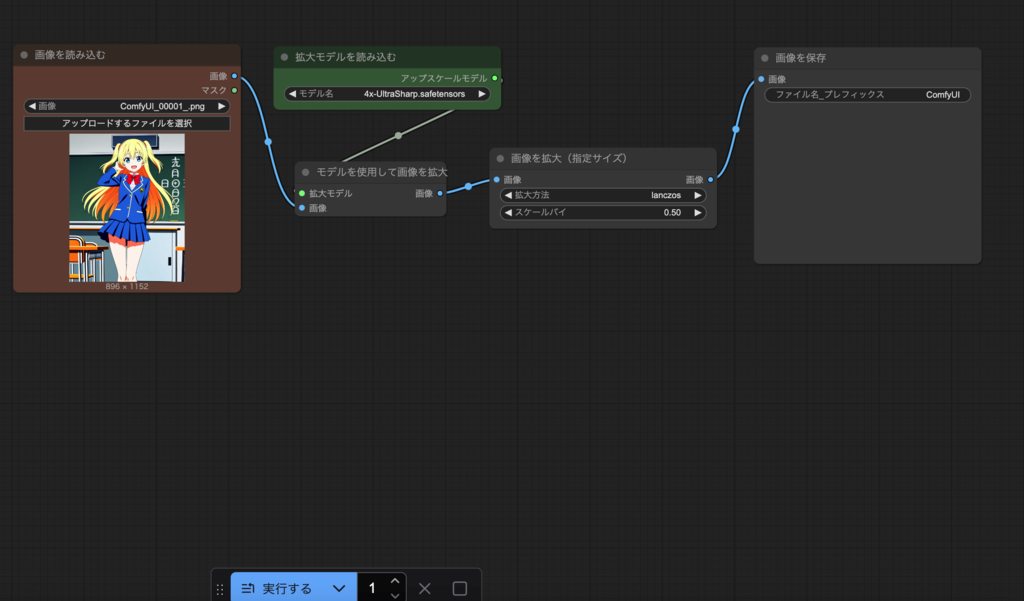 画像を読み込む
画像
マスク
画像 ComfyUI_00001_.png
アップロードするファイルを選択
896 × 1152
拡大モデルを読み込む
アップスケールモデル
モデル名 4x-UltraSharp.safetensors
モデルを使用して画像を拡大
拡大モデル 画像
画像
画像を拡大（指定サイズ）
画像 画像
拡大方法 lanczos
スケールバイ 0.50
画像を保存
画像
ファイル名_プレフィックス ComfyUI
実行する 1